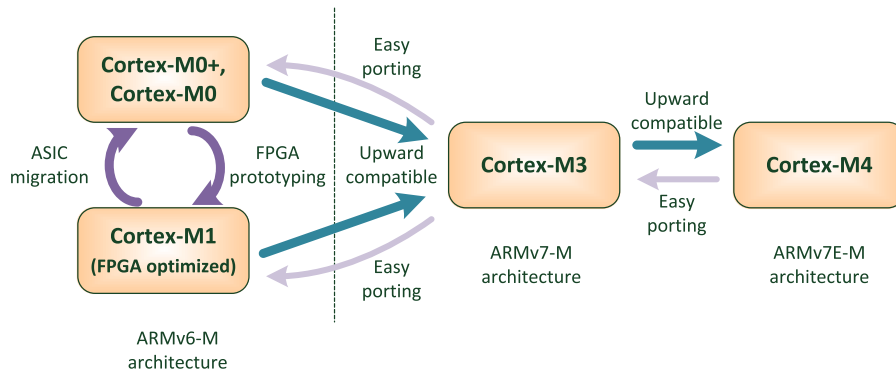 Cortex-M0+,
Cortex-M0
Easy
porting
ASIC
migration
FPGA
prototyping
Upward
compatible
Cortex-M3
Upward
compatible
Easy
porting
Cortex-M4
Cortex-M1
(FPGA optimized)
Easy
porting
ARMv7-M
architecture
ARMv7E-M
architecture
ARMv6-M
architecture